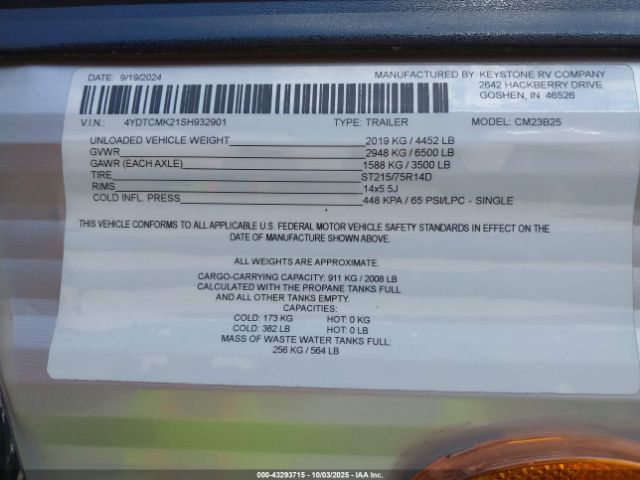 DATE: 9/19/2024 MANUFACTURED BY: KEYSTONE RV COMPANY
2642 HACKBERRY DRIVE
GOSHEN, IN 46526
V.I.N.: 4YDTCMK21SH932901 TYPE: TRAILER MODEL: CM23B25
UNLOADED VEHICLE WEIGHT 2019 KG / 4452 LB
GVWR 2948 KG / 6500 LB
GAWR (EACH AXLE) 1588 KG / 3500 LB
TIRE ST215/75R14D
RIMS 14x5.5J
COLD INFL. PRESS 448 KPA / 65 PSI/LPC - SINGLE
THIS VEHICLE CONFORMS TO ALL APPLICABLE U.S. FEDERAL MOTOR VEHICLE SAFETY STANDARDS IN EFFECT ON THE
DATE OF MANUFACTURE SHOWN ABOVE.
ALL WEIGHTS ARE APPROXIMATE.
CARGO-CARRYING CAPACITY: 911 KG / 2008 LB
CALCULATED WITH THE PROPANE TANKS FULL
AND ALL OTHER TANKS EMPTY.
CAPACITIES:
COLD: 173 KG HOT: 0 KG
COLD: 382 LB HOT: 0 LB
MASS OF WASTE WATER TANKS FULL:
256 KG / 564 LB
000-43293715 - 10/03/2025 - IAA Inc.